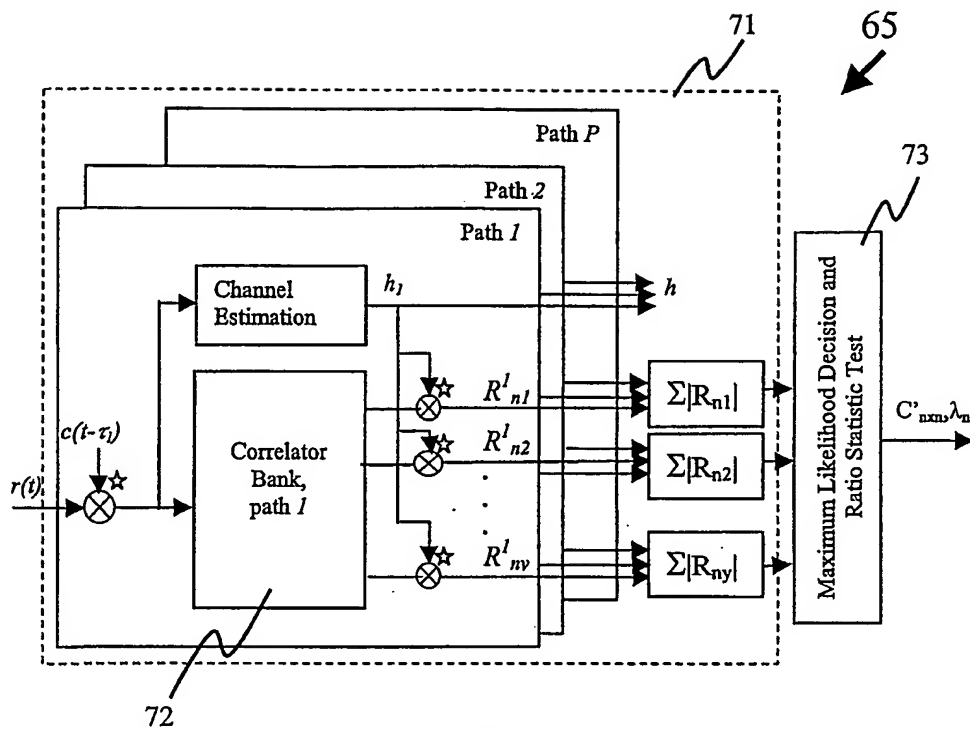 71
65
Path P
Path 2
Path 1
73
Channel
Estimation
h₁
h
R¹ₙ₁
Σ|Rₙ₁|
c(t-τ₁)
R¹ₙ₂
Σ|Rₙ₂|
Correlator
Bank,
path 1
r(t)
R¹ₙᵥ
Σ|Rny|
Maximum Likelihood Decision and
Ratio Statistic Test
C'nxn, λn
72